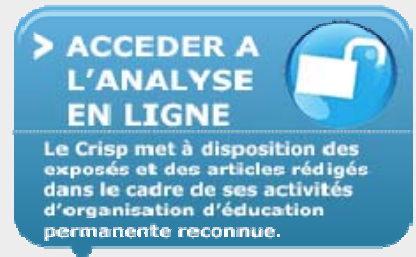 > ACCEDER A
L'ANALYSE
EN LIGNE
Le Crisp met à disposition des
exposés et des articles rédigés
dans le cadre de ses activités
d'organisation d'éducation
permanente reconnue.